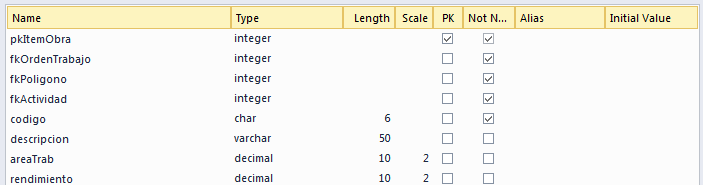 Name Type Length Scale PK Not N... Alias Initial Value
pkItemObra integer
fkOrdenTrabajo integer
fkPoligono integer
fkActividad integer
codigo char 6
descripcion varchar 50
areaTrab decimal 10 2
rendimiento decimal 10 2